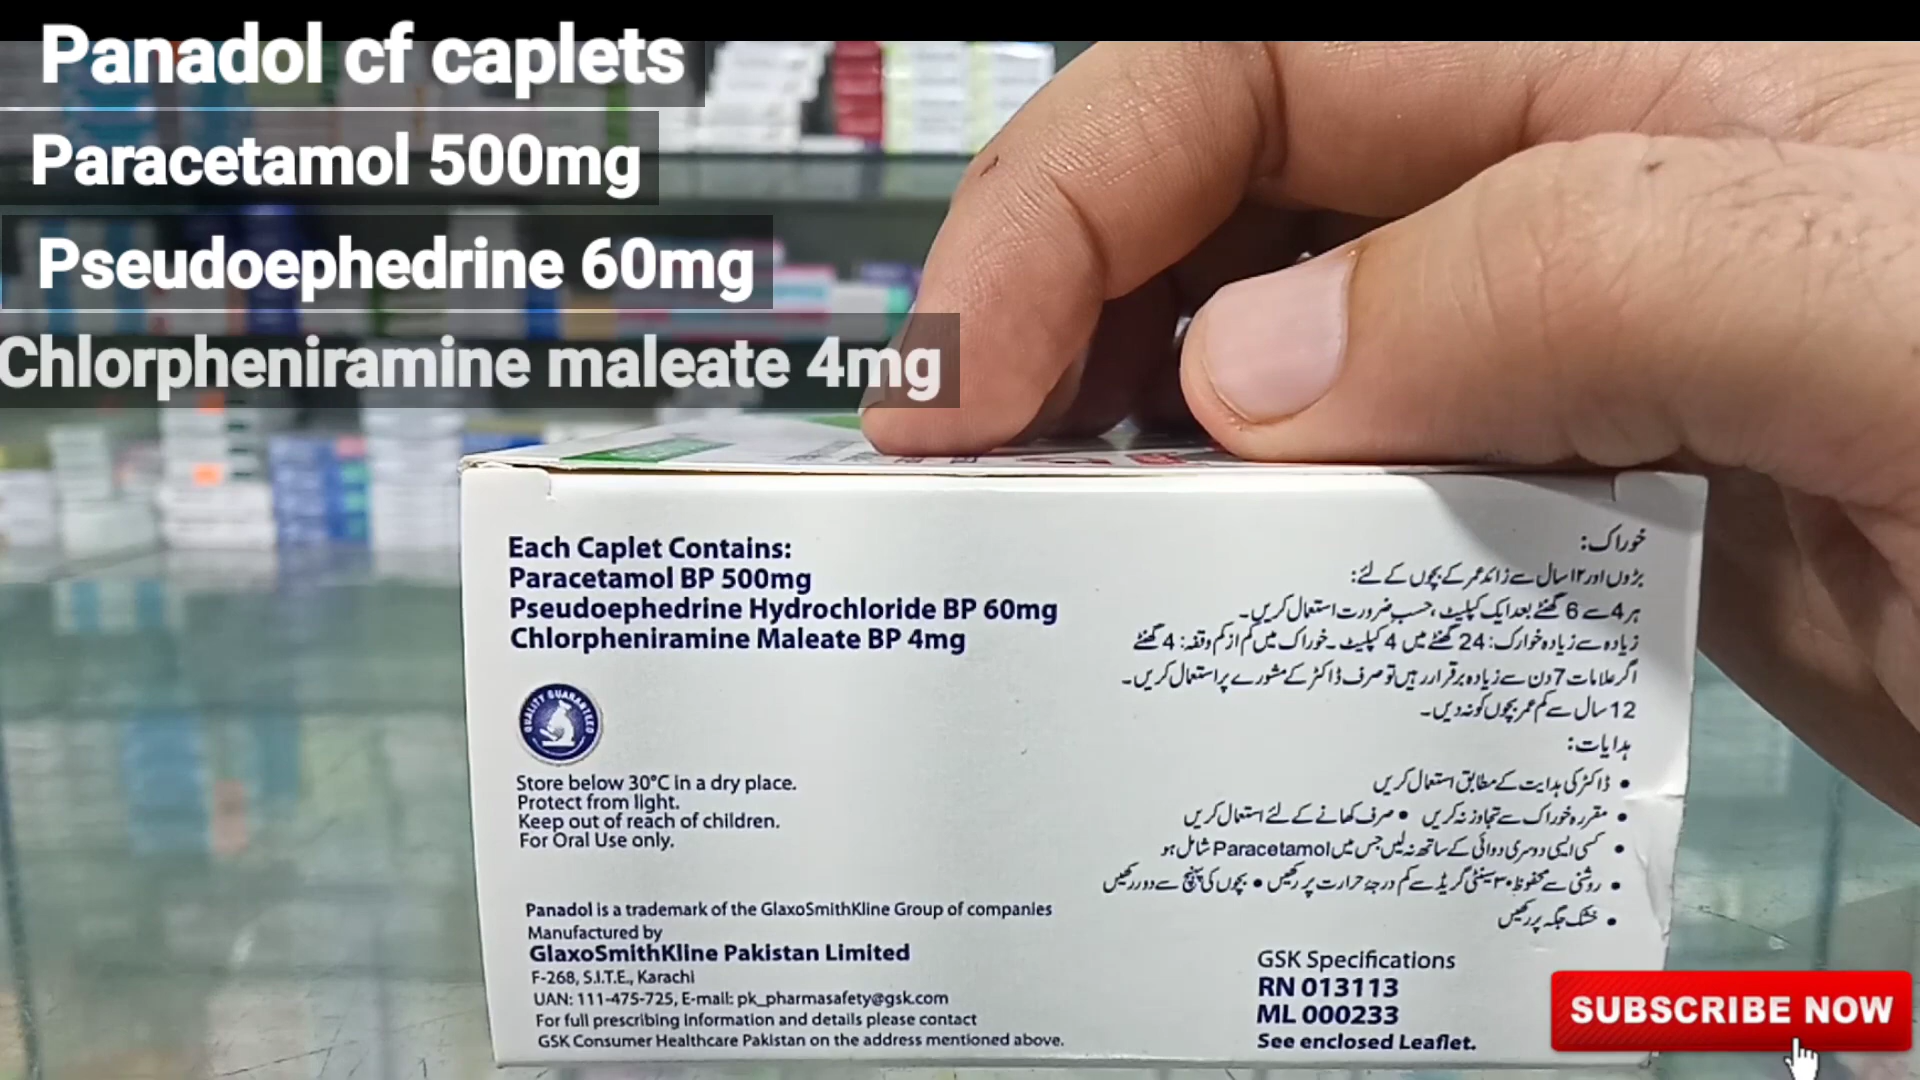 Panadol cf caplets
Paracetamol 500mg
Pseudoephedrine 60mg
Chlorpheniramine maleate 4mg
Each Caplet Contains:
Paracetamol BP 500mg
Pseudoephedrine Hydrochloride BP 60mg
Chlorpheniramine Maleate BP 4mg
QUALITY GUARANTEED
Store below 30°C in a dry place.
Protect from light.
Keep out of reach of children.
For Oral Use only.
Panadol is a trademark of the GlaxoSmithKline Group of companies
Manufactured by
GlaxoSmithKline Pakistan Limited
F-268, S.I.T.E., Karachi
UAN: 111-475-725, E-mail: pk_pharmasafety@gsk.com
For full prescribing Information and details please contact
GSK Consumer Healthcare Pakistan on the address mentioned above.
خوراک:
بڑوں اور ۱۲ سال سے زائد عمر کے بچوں کے لئے:
ہر 4 سے 6 گھنٹے بعد ایک کیپلیٹ، حسب ضرورت استعمال کریں۔
زیادہ سے زیادہ خوارک: 24 گھنٹے میں 4 کیپلیٹ ۔ خوراک میں کم از کم وقفہ: 4 گھنٹے
اگر علامات 7 دن سے زیادہ برقرار رہیں تو صرف ڈاکٹر کے مشورے پر استعمال کریں۔
12 سال سے کم عمر بچوں کو نہ دیں۔
ہدایات:
• ڈاکٹر کی ہدایت کے مطابق استعمال کریں
• مقررہ خوراک سے تجاوز نہ کریں • صرف کھانے کے لئے استعمال کریں
• کسی ایسی دوسری دوائی کے ساتھ نہ لیں جس میں Paracetamol شامل ہو
• روشنی سے محفوظ ۳۰ سینٹی گریڈ سے کم درجۂ حرارت پر رکھیں • بچوں کی پہنچ سے دور رکھیں
• خشک جگہ پر رکھیں
GSK Specifications
RN 013113
ML 000233
See enclosed Leaflet.
SUBSCRIBE NOW